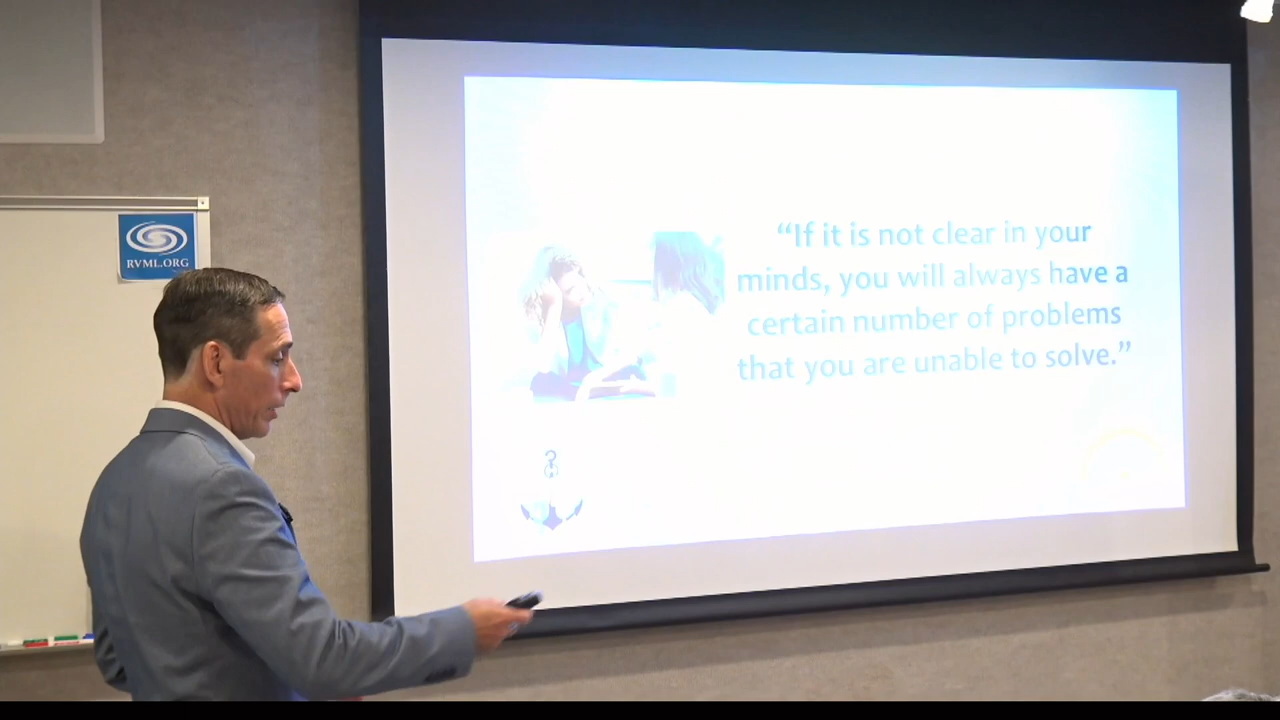 RVML.ORG
“If it is not clear in your
minds, you will always have a
certain number of problems
that you are unable to solve.”